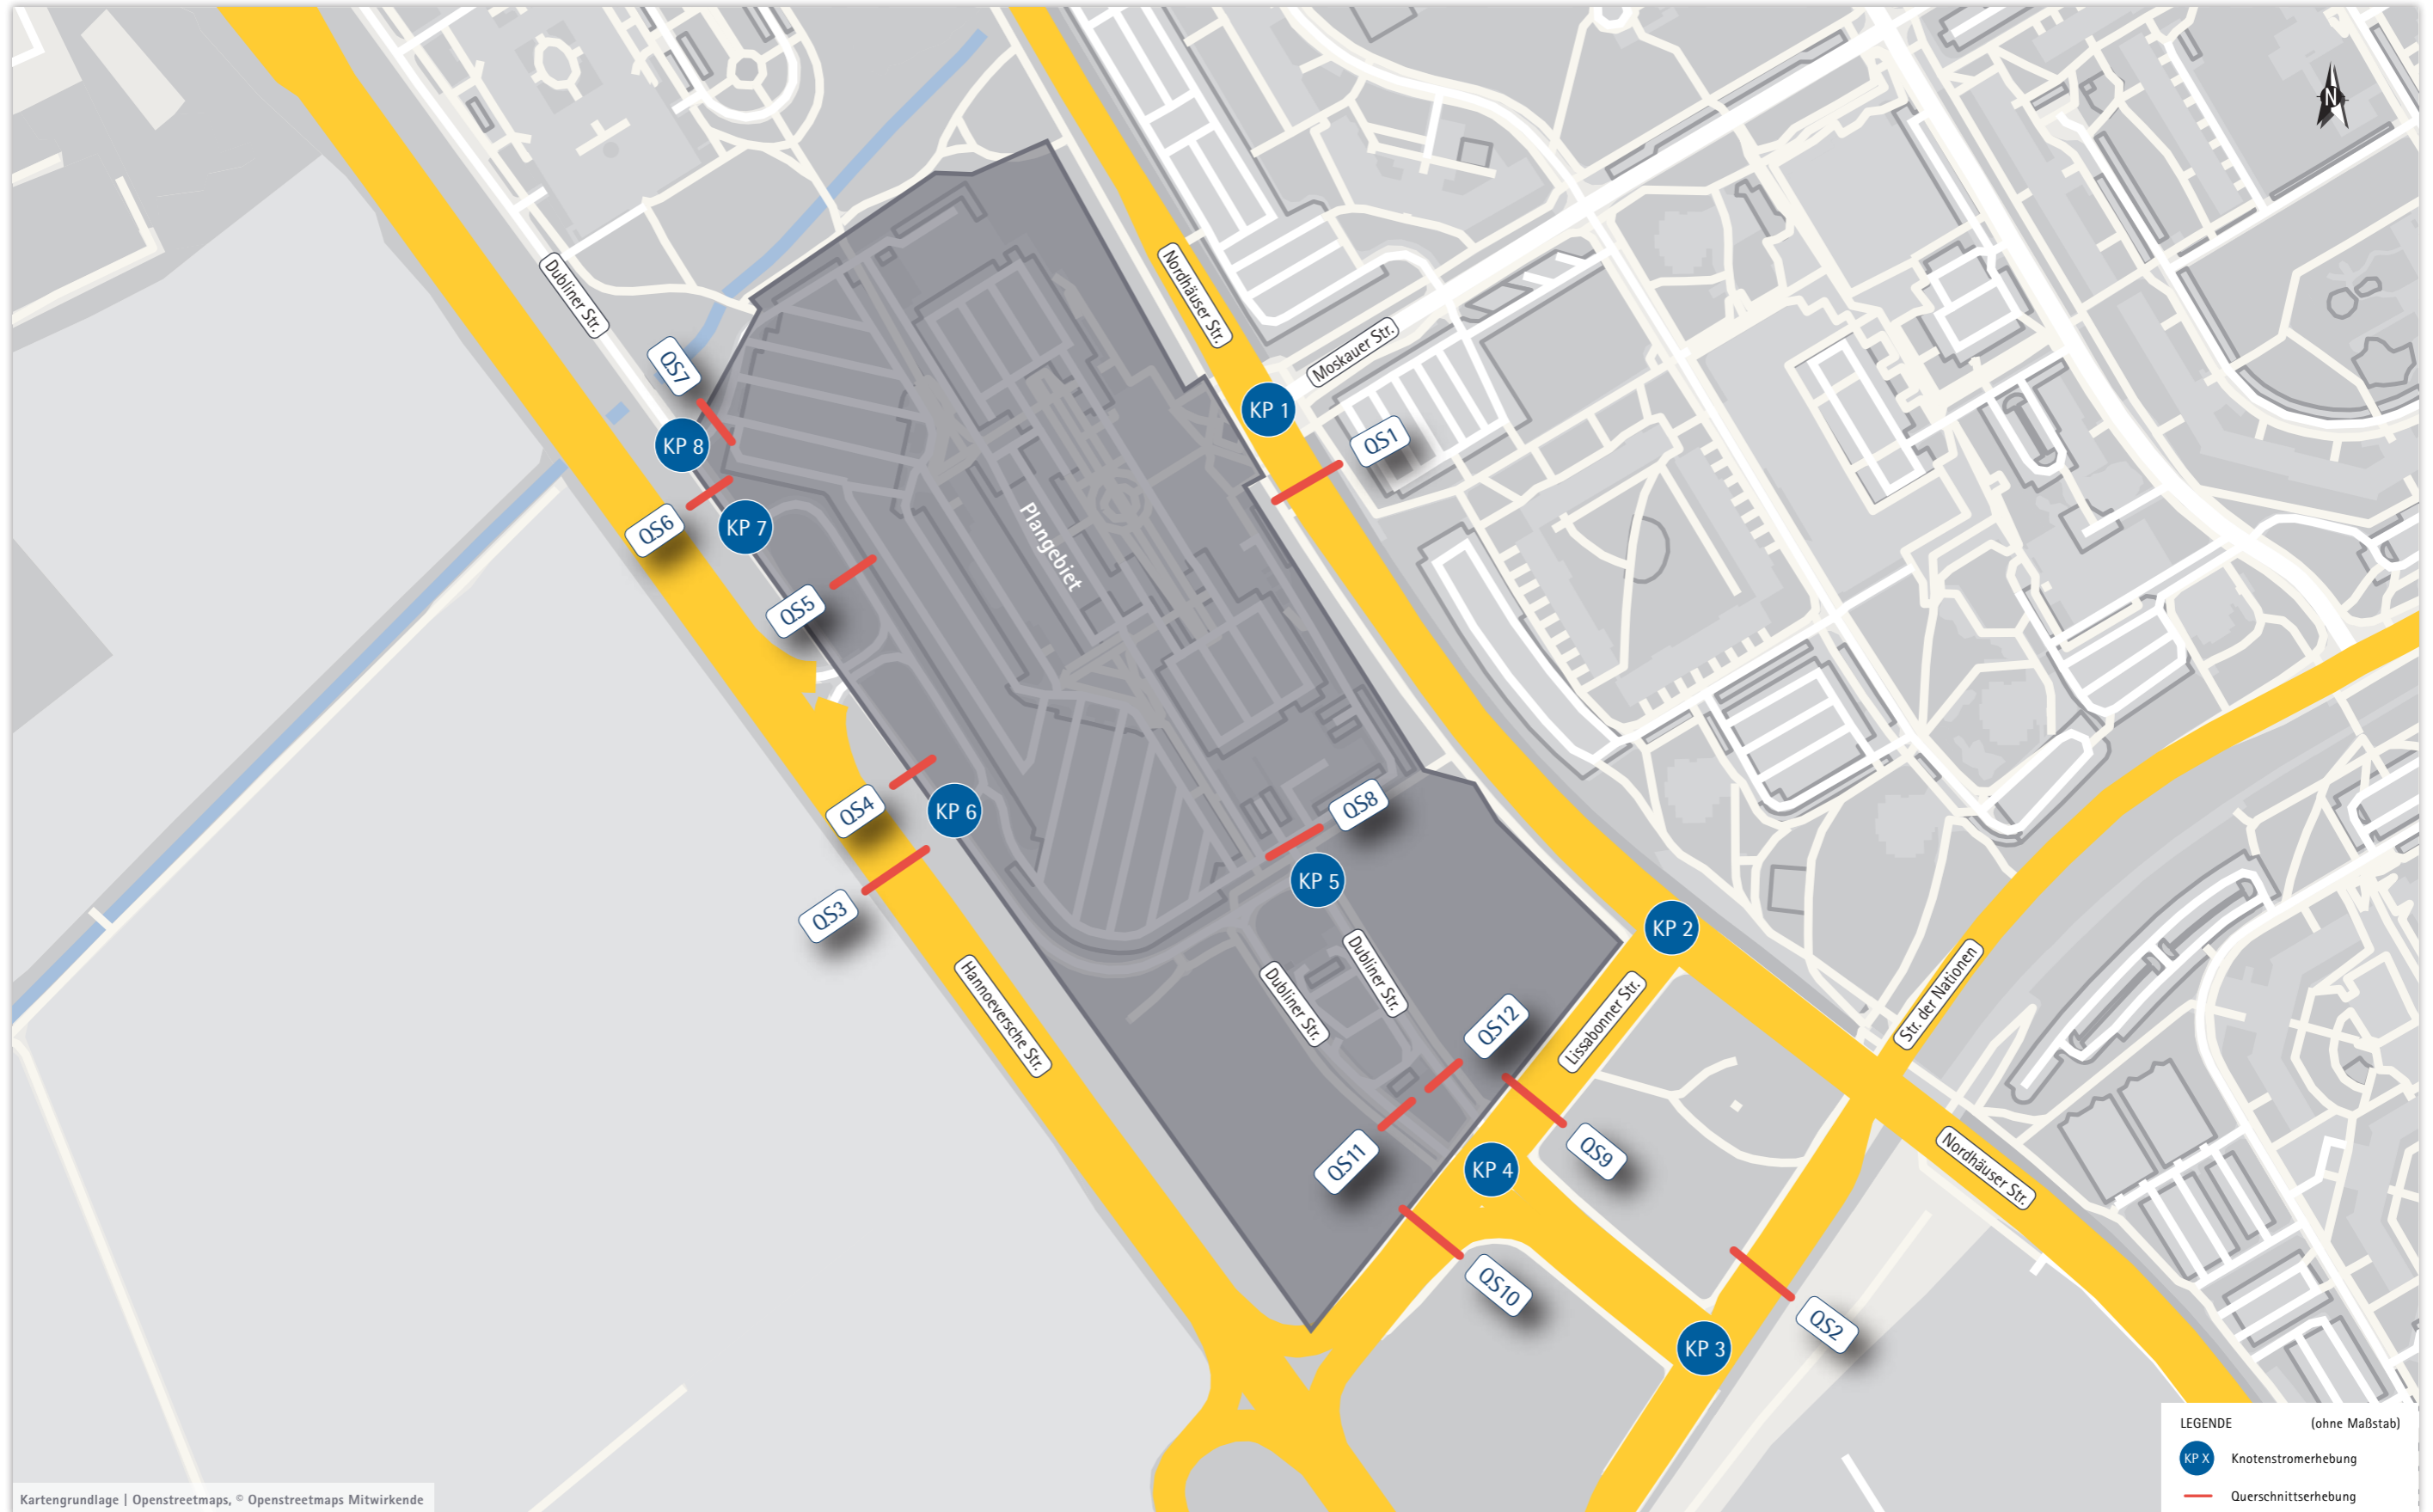 N
Dubliner Str.
Nordhäuser Str.
Moskauer Str.
QS7
KP 1
KP 8
QS1
QS6
KP 7
Plangebiet
QS5
QS4
KP 6
QS8
QS3
KP 5
KP 2
Hannoeversche Str.
Dubliner Str.
Dubliner Str.
Lissabonner Str.
Str. der Nationen
QS12
QS11
KP 4
QS9
Nordhäuser Str.
QS10
QS2
KP 3
LEGENDE (ohne Maßstab)
KP X Knotenstromerhebung
Querschnittserhebung
Kartengrundlage | Openstreetmaps, © Openstreetmaps Mitwirkende